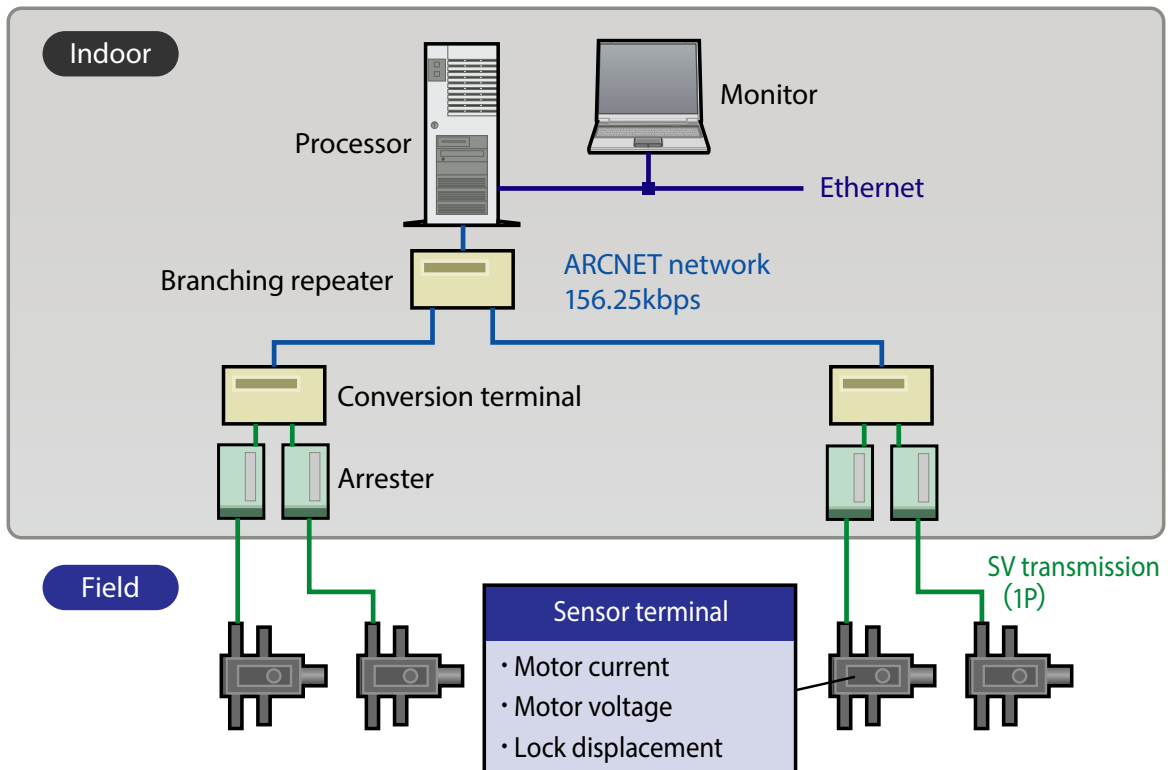 Indoor
Monitor
Processor
Ethernet
Branching repeater
ARCNET network
156.25kbps
Conversion terminal
Arrester
Field
SV transmission
(1P)
Sensor terminal
・Motor current
・Motor voltage
・Lock displacement